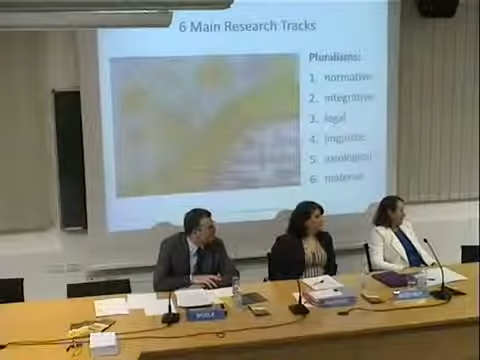 6 Main Research Tracks
Pluralisms:
1. normative
2. integrative
3. legal
4. linguistic
5. axiological
6. material